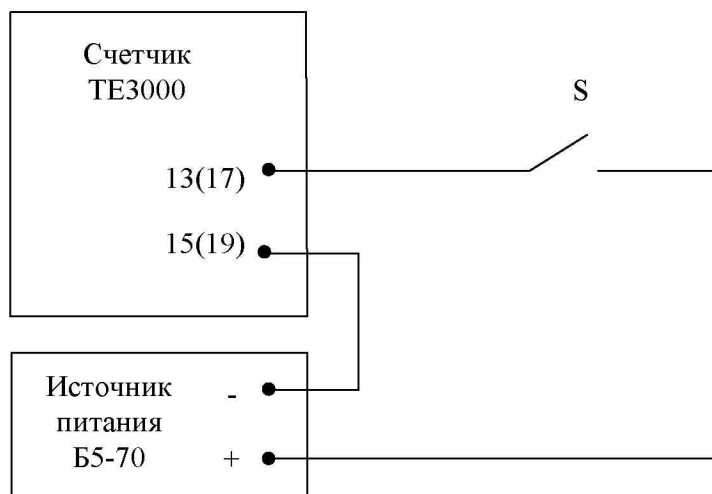 Счетчик
ТЕ3000
S
13(17)
15(19)
Источник
питания
Б5-70
-
+